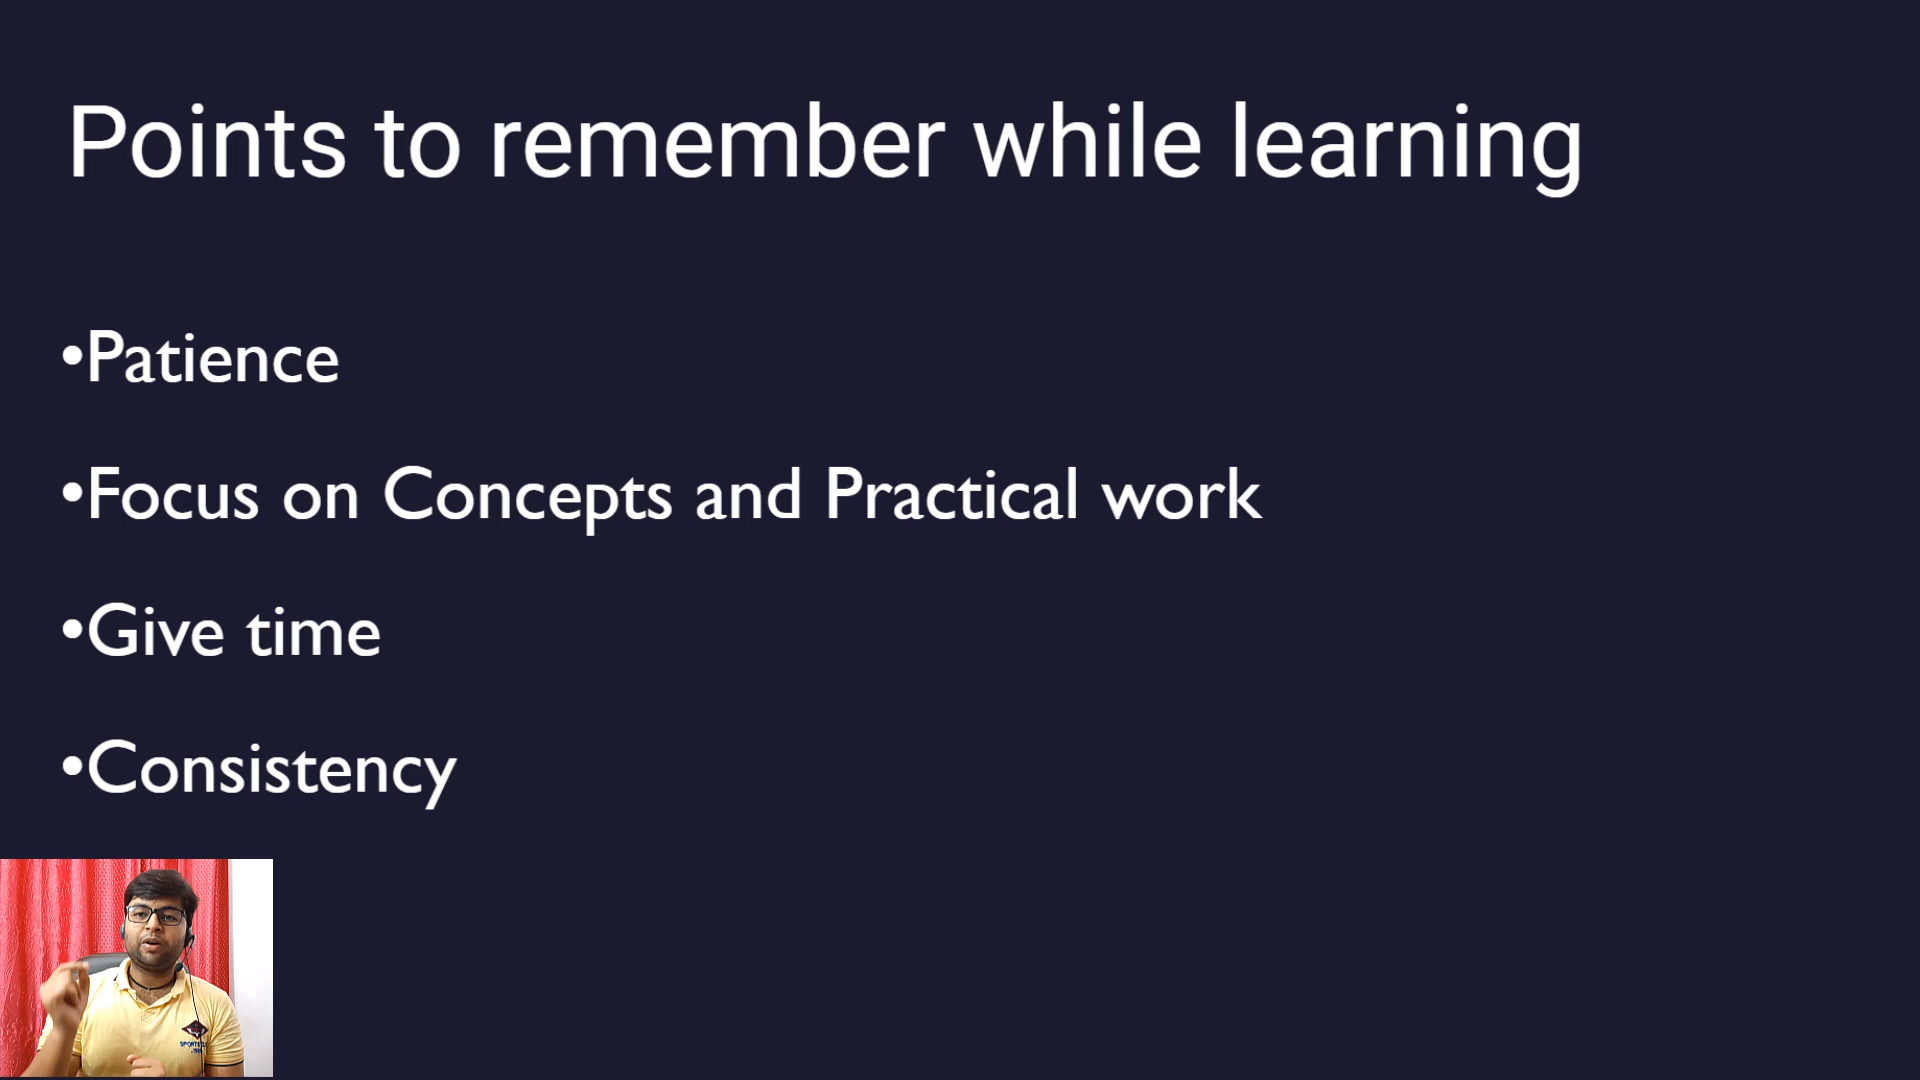 Points to remember while learning
•Patience
•Focus on Concepts and Practical work
•Give time
•Consistency